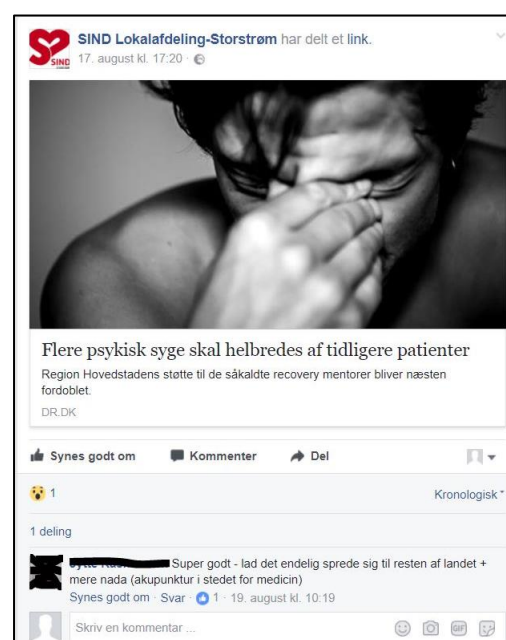 SIND
SIND Lokalafdeling-Storstrøm har delt et link.
17. august kl. 17:20 ·
Flere psykisk syge skal helbredes af tidligere patienter
Region Hovedstadens støtte til de såkaldte recovery mentorer bliver næsten
fordoblet.
DR.DK
Synes godt om Kommenter Del
1
Kronologisk
1 deling
Super godt - lad det endelig sprede sig til resten af landet +
mere nada (akupunktur i stedet for medicin)
Synes godt om · Svar · 1 · 19. august kl. 10:19
Skriv en kommentar ...
GIF